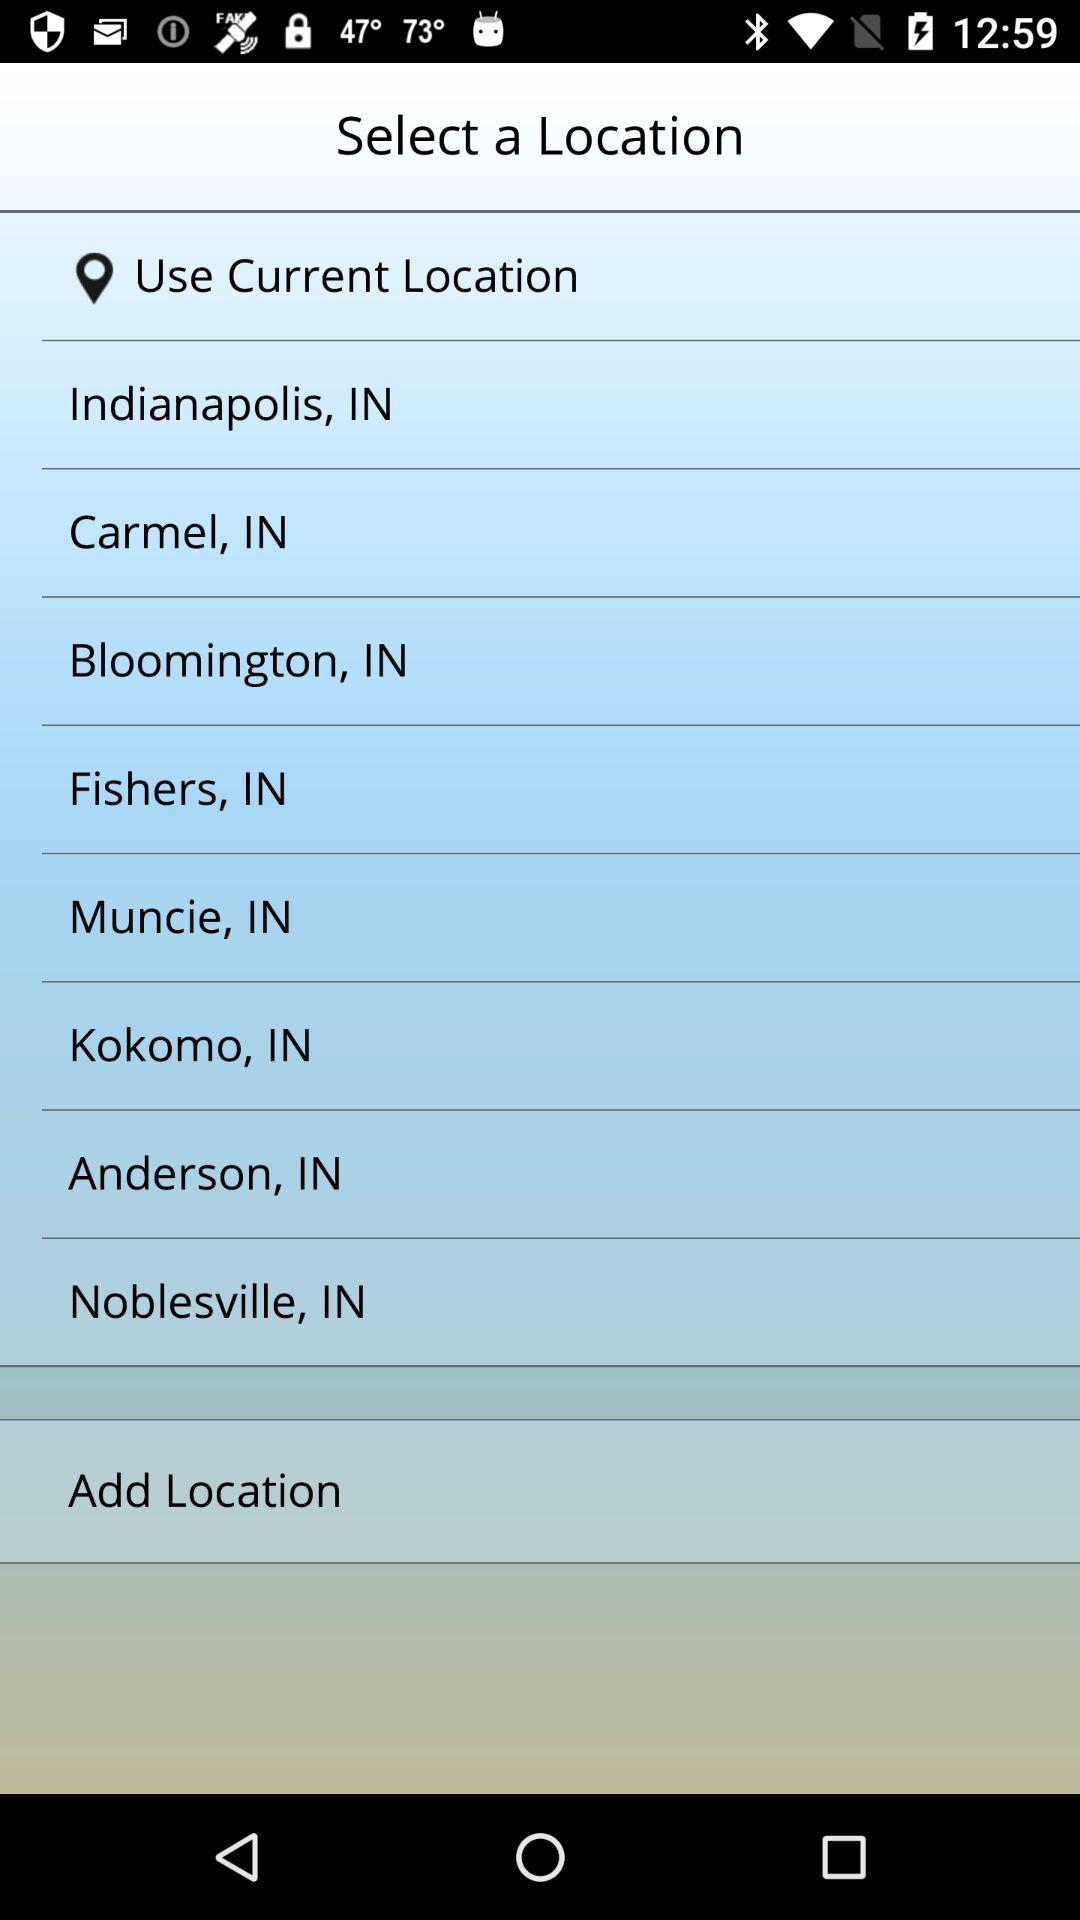 FAKE 47° 73° 12:59
Select a Location
Use Current Location
Indianapolis, IN
Carmel, IN
Bloomington, IN
Fishers, IN
Muncie, IN
Kokomo, IN
Anderson, IN
Noblesville, IN
Add Location